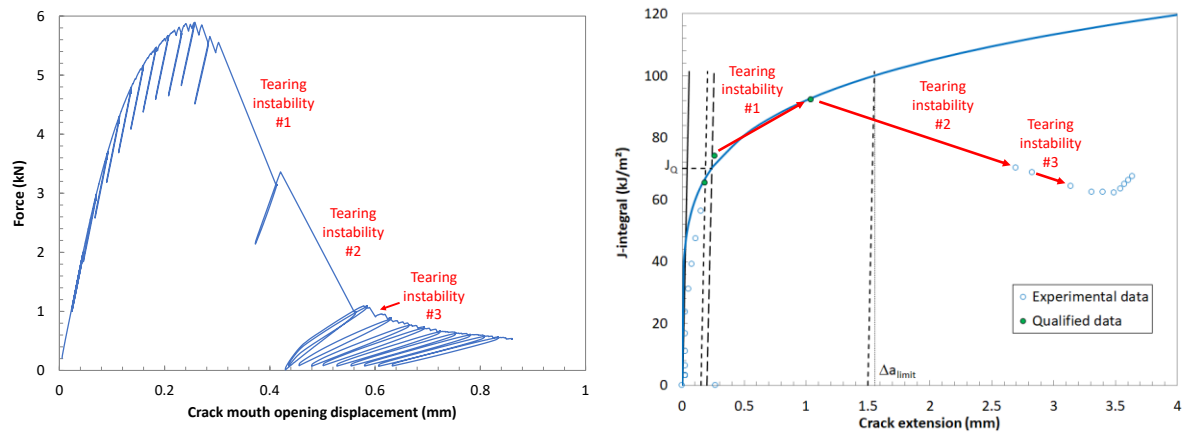 6
5
4
3
2
1
0
0
0.2
0.4
0.6
0.8
1
Force (kN)
Crack mouth opening displacement (mm)
Tearing
instability
#1
Tearing
instability
#2
Tearing
instability
#3
120
100
80
J_Q
60
40
20
0
0
0.5
1
1.5
2
2.5
3
3.5
4
J-integral (kJ/m²)
Crack extension (mm)
Tearing
instability
#1
Tearing
instability
#2
Tearing
instability
#3
Experimental data
Qualified data
Δa_limit